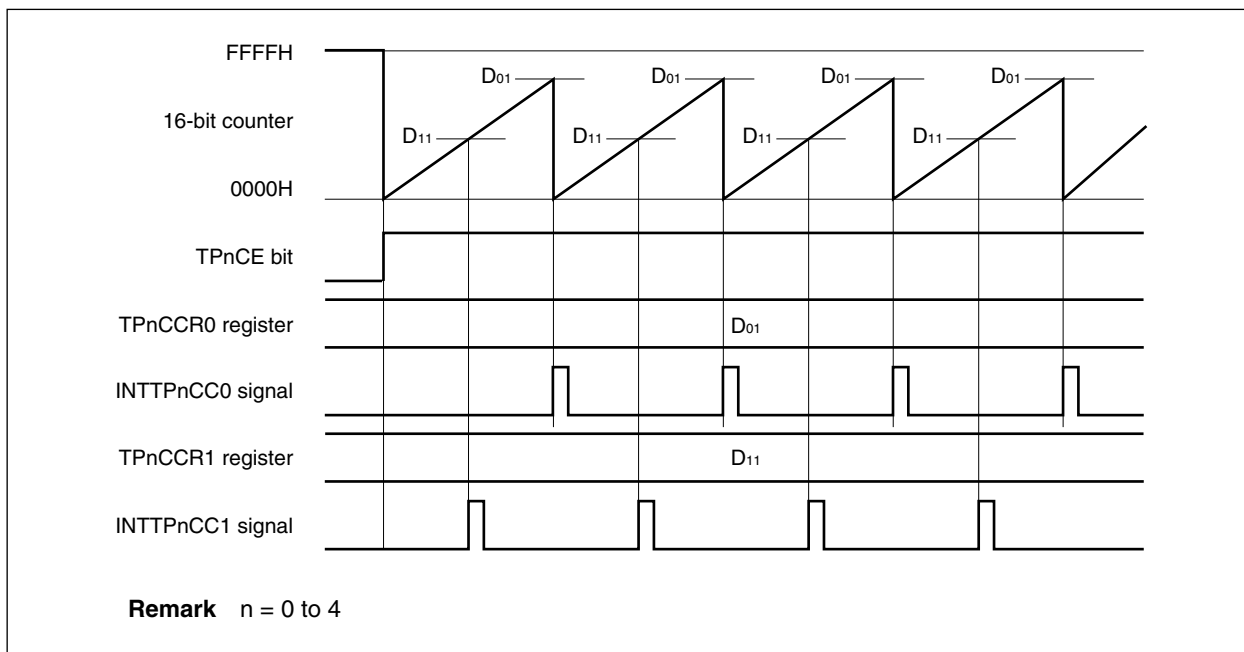 FFFFH
D01 D01 D01 D01
16-bit counter
D11 D11 D11 D11
0000H
TPnCE bit
TPnCCR0 register
D01
INTTPnCC0 signal
TPnCCR1 register
D11
INTTPnCC1 signal
Remark n = 0 to 4